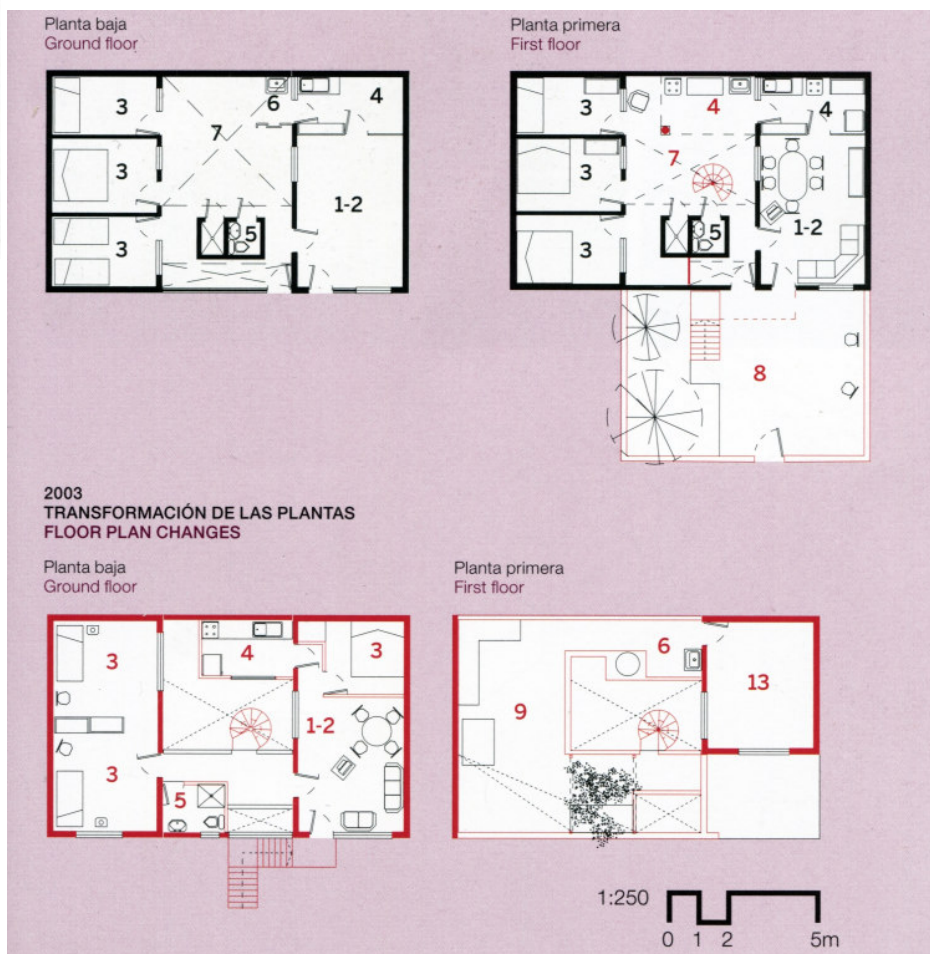 Planta baja
Ground floor
Planta primera
First floor
3
6
4
7
3
1-2
3
5
3
4
4
3
7
5
1-2
3
8
2003
TRANSFORMACIÓN DE LAS PLANTAS
FLOOR PLAN CHANGES
Planta baja
Ground floor
Planta primera
First floor
3
4
3
1-2
3
5
6
9
13
1:250
0 1 2 5m